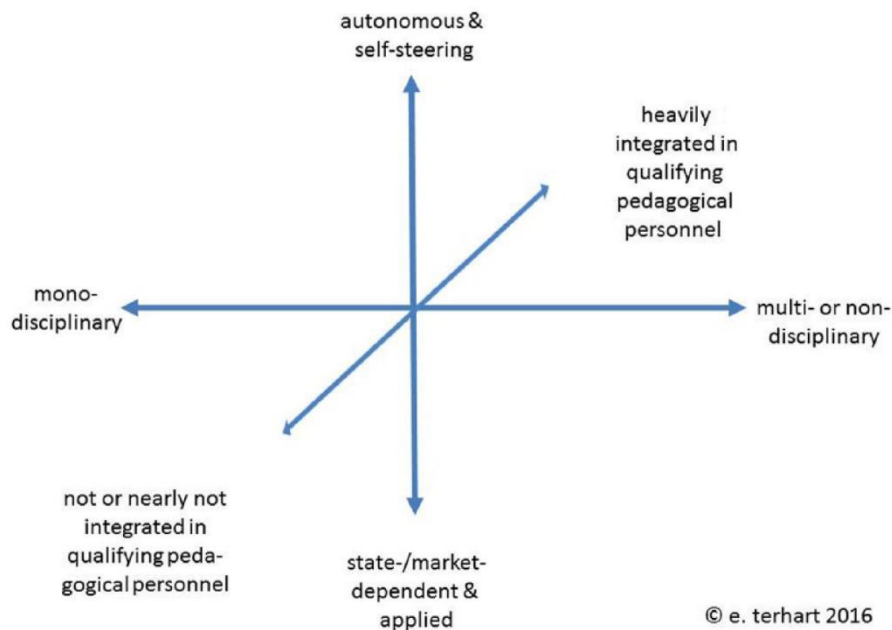 autonomous &
self-steering
heavily
integrated in
qualifying
pedagogical
personnel
mono-
disciplinary
multi- or non-
disciplinary
not or nearly not
integrated in
qualifying peda-
gogical personnel
state-/market-
dependent &
applied
© e. terhart 2016